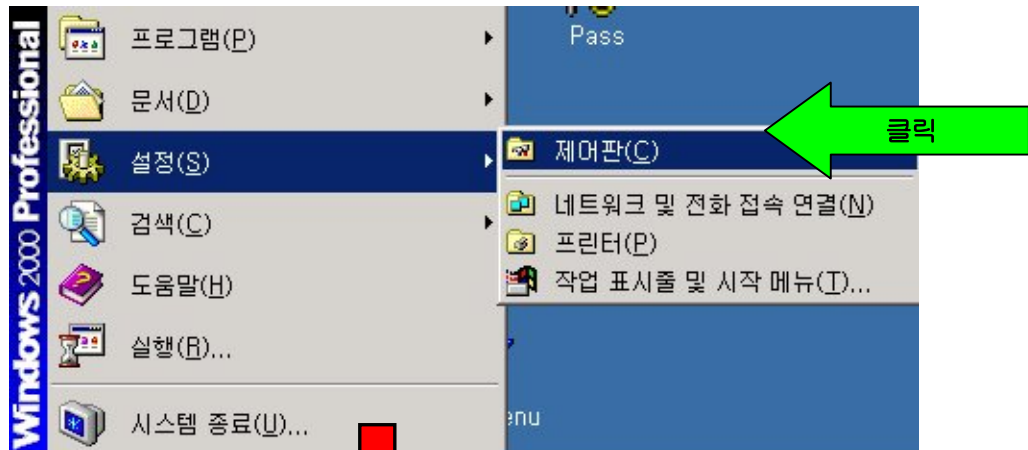 Windows 2000 Professional
프로그램(P)
문서(D)
설정(S)
검색(C)
도움말(H)
실행(R)...
시스템 종료(U)...
Pass
클릭
제어판(C)
네트워크 및 전화 접속 연결(N)
프린터(P)
작업 표시줄 및 시작 메뉴(T)...
enu